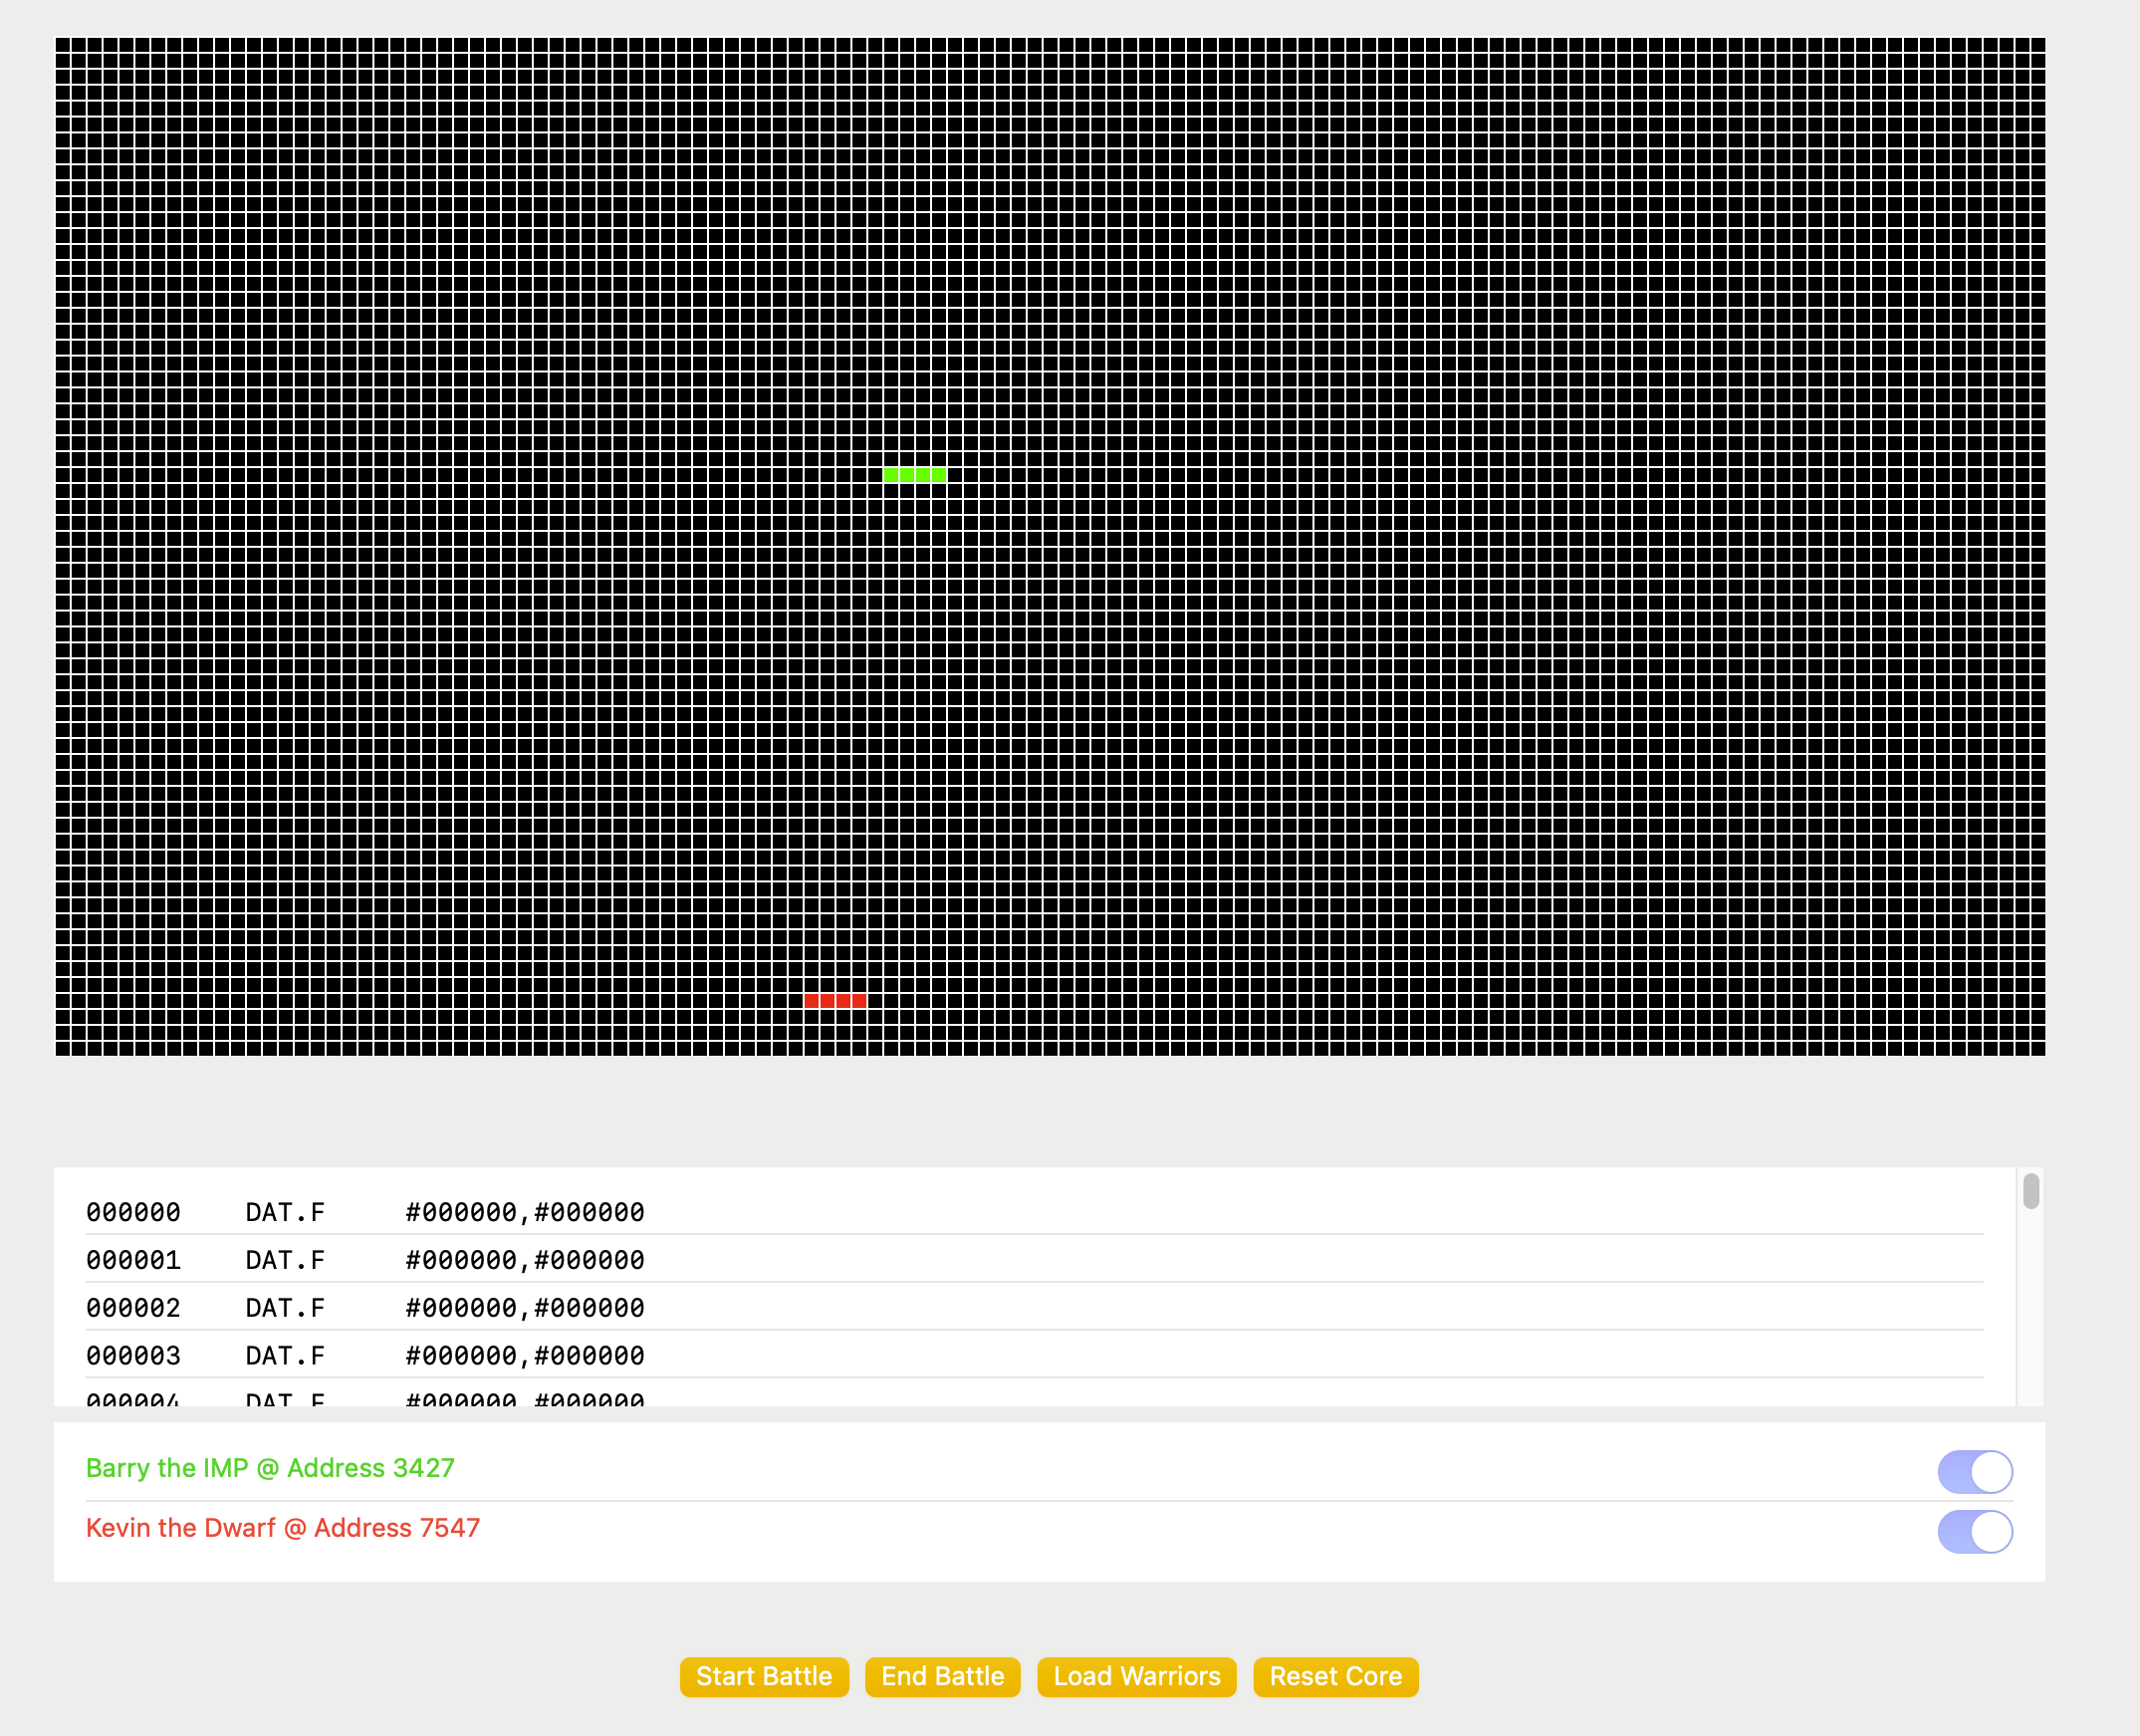 000000 DAT.F #000000,#000000
000001 DAT.F #000000,#000000
000002 DAT.F #000000,#000000
000003 DAT.F #000000,#000000
000004 DAT.F #000000,#000000
Barry the IMP @ Address 3427
Kevin the Dwarf @ Address 7547
Start Battle End Battle Load Warriors Reset Core